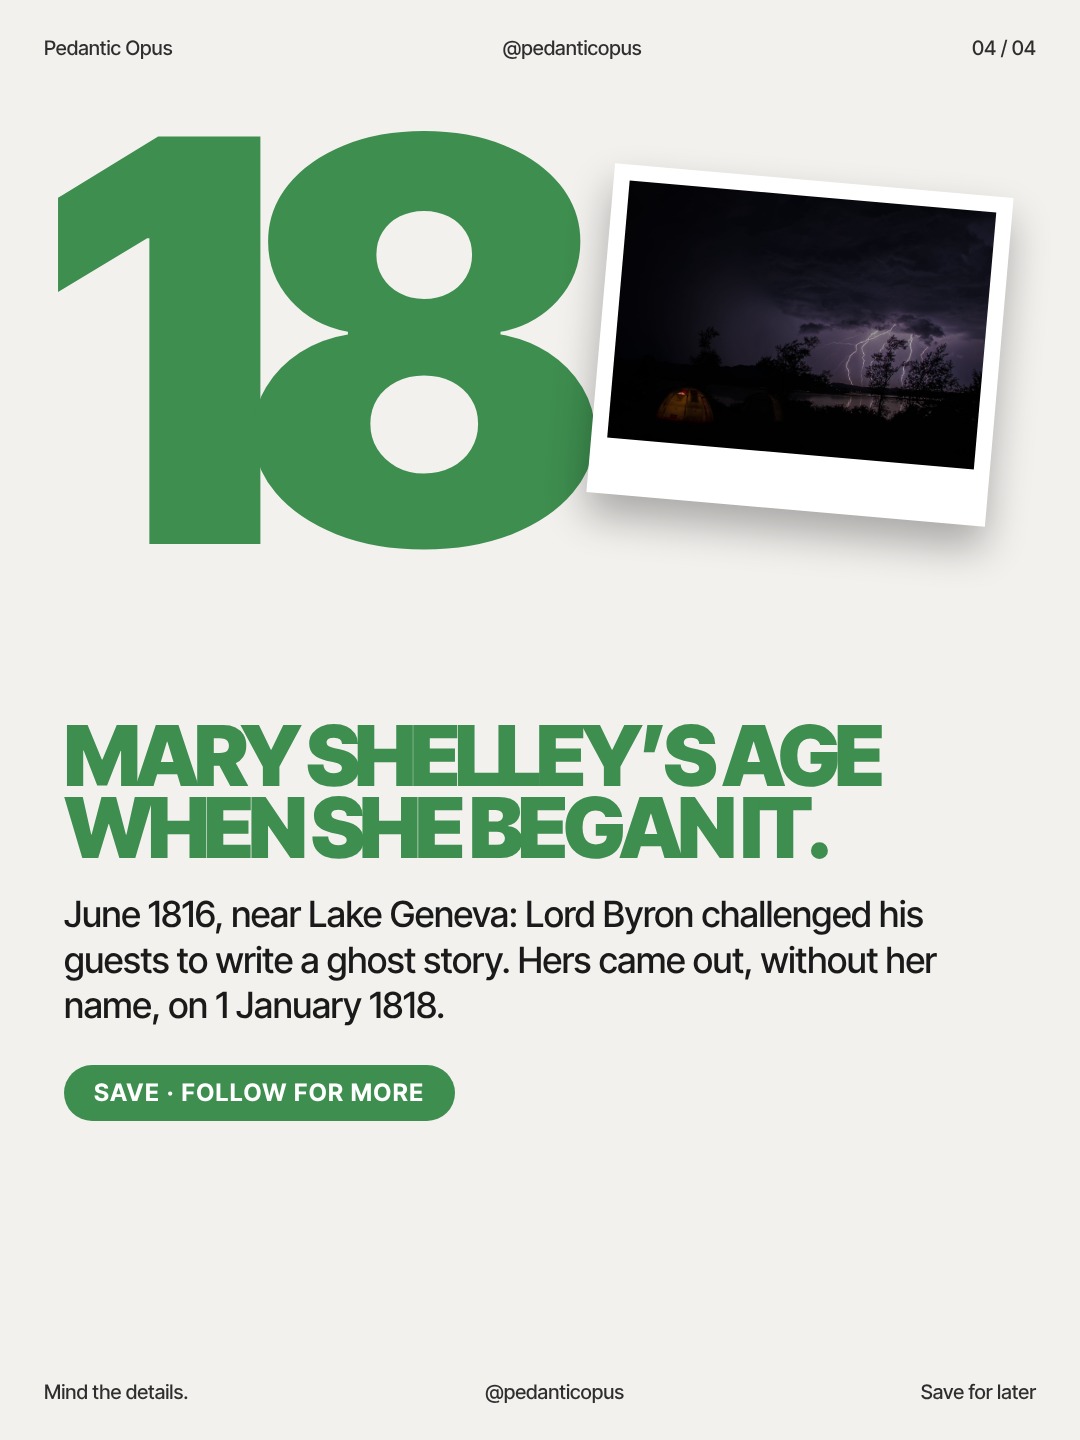 Pedantic Opus
@pedanticopus
04 / 04
18
MARY SHELLEY’S AGE
WHEN SHE BEGAN IT.
June 1816, near Lake Geneva: Lord Byron challenged his
guests to write a ghost story. Hers came out, without her
name, on 1 January 1818.
SAVE · FOLLOW FOR MORE
Mind the details.
@pedanticopus
Save for later